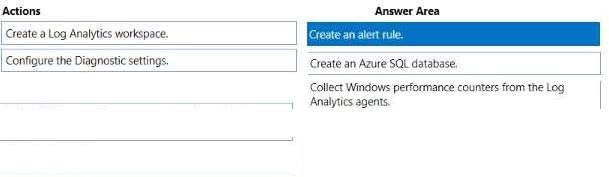 Actions
Answer Area
Create a Log Analytics workspace.
Create an alert rule.
Configure the Diagnostic settings.
Create an Azure SQL database.
Collect Windows performance counters from the Log
Analytics agents.